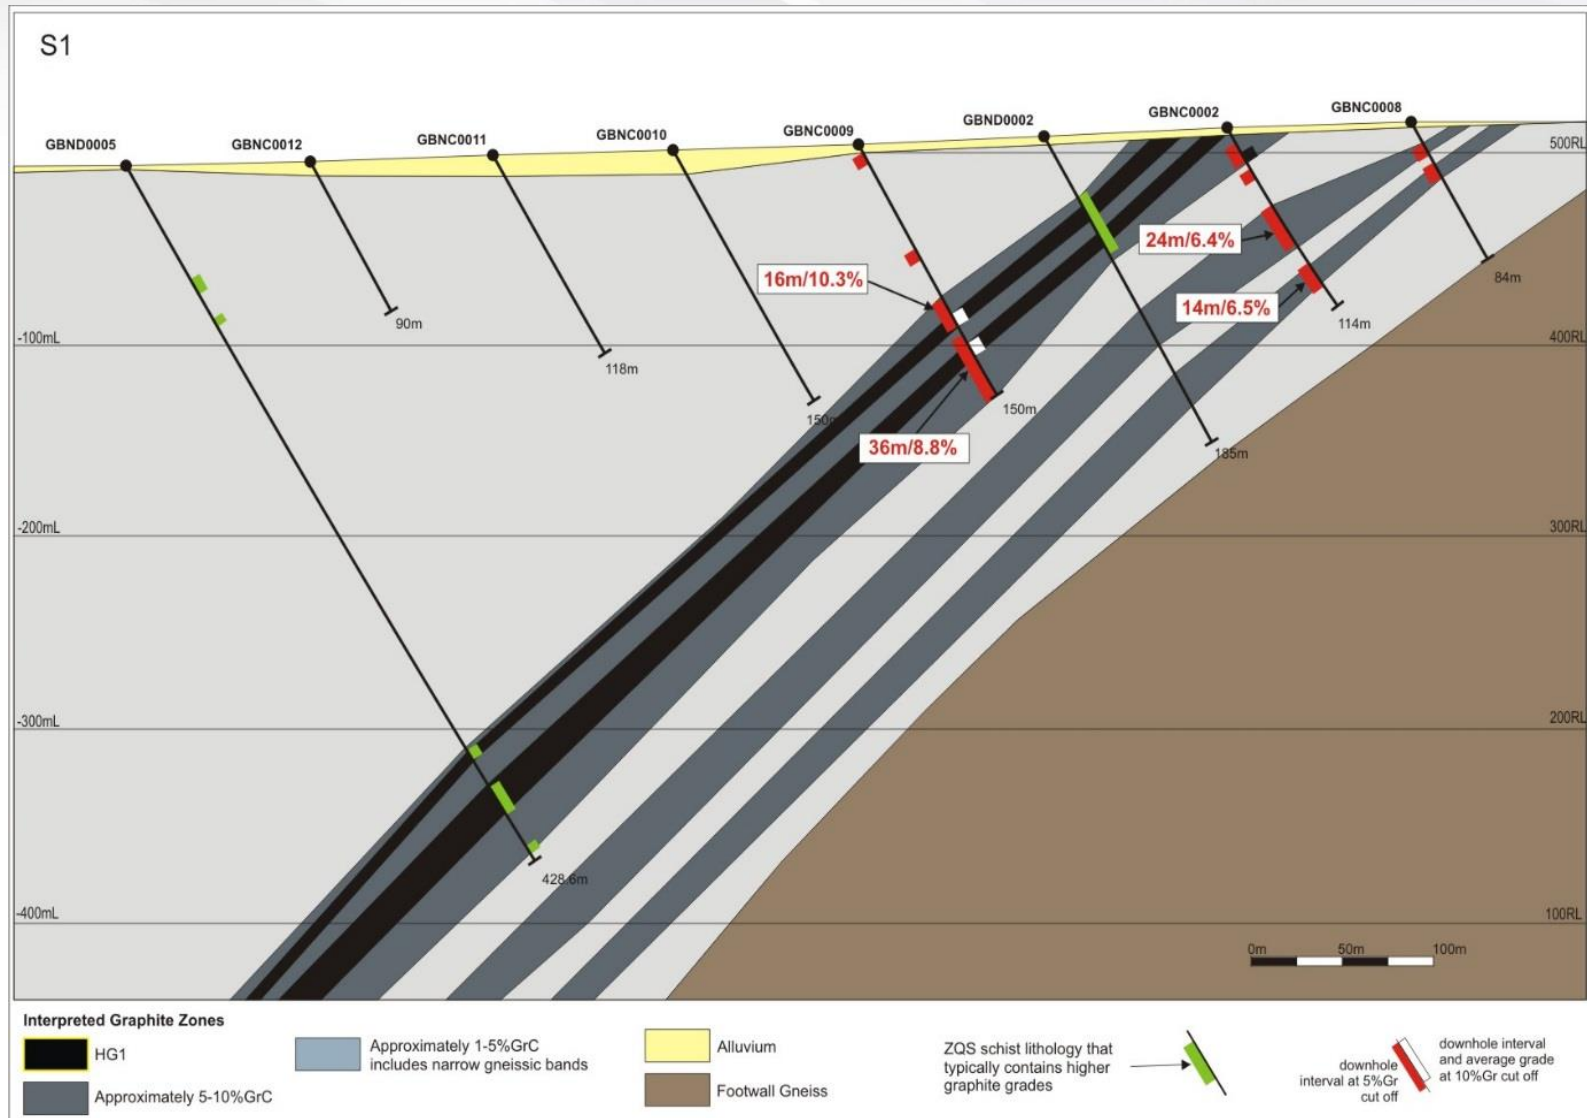 S1
GBND0005
GBNC0012
GBNC0011
GBNC0010
GBNC0009
GBND0002
GBNC0002
GBNC0008
500RL
24m/6.4%
16m/10.3%
84m
14m/6.5%
90m
114m
-100mL
400RL
118m
150m
150m
36m/8.8%
185m
-200mL
300RL
-300mL
200RL
428.6m
-400mL
100RL
0m
50m
100m
Interpreted Graphite Zones
HG1
Approximately 5-10%GrC
Approximately 1-5%GrC
includes narrow gneissic bands
Alluvium
Footwall Gneiss
ZQS schist lithology that
typically contains higher
graphite grades
downhole
interval at 5%Gr
cut off
downhole interval
and average grade
at 10%Gr cut off